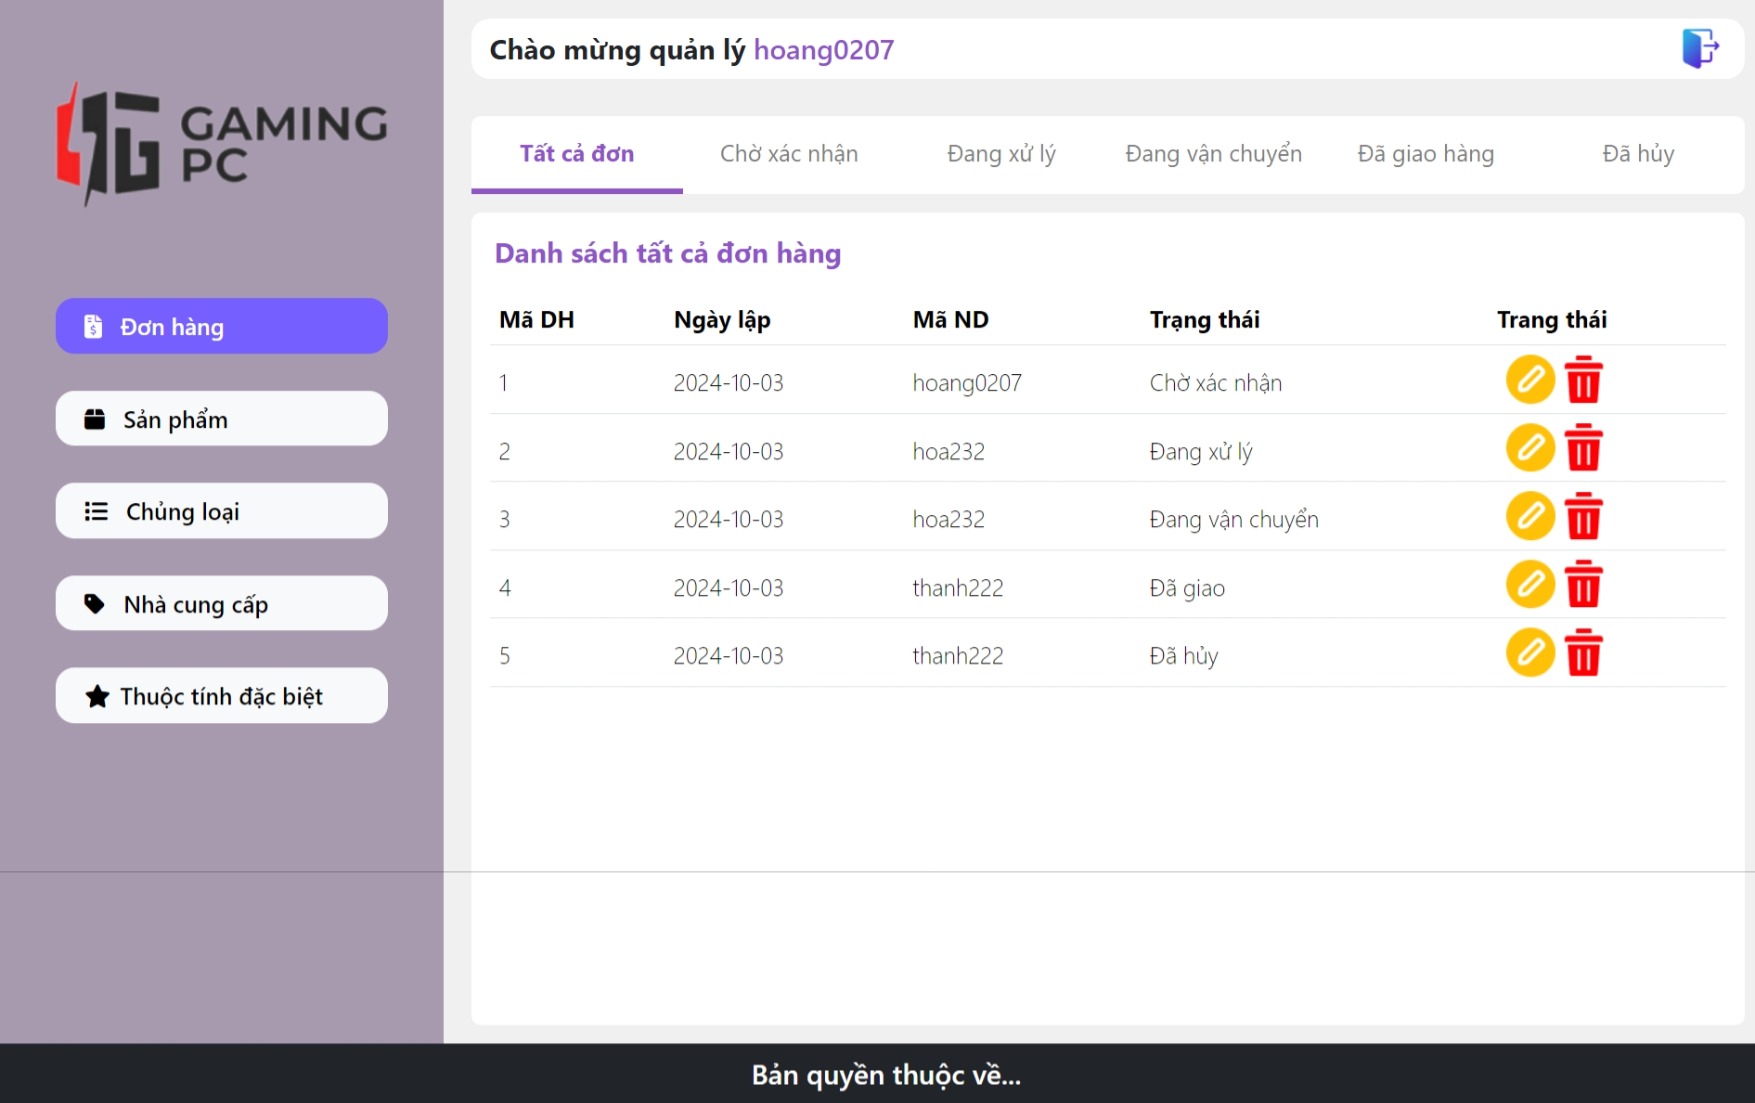 GAMING
PC
Đơn hàng
Sản phẩm
Chủng loại
Nhà cung cấp
Thuộc tính đặc biệt
Chào mừng quản lý hoang0207
Tất cả đơn Chờ xác nhận Đang xử lý Đang vận chuyển Đã giao hàng Đã hủy
Danh sách tất cả đơn hàng
Mã DH Ngày lập Mã ND Trạng thái Trang thái
1 2024-10-03 hoang0207 Chờ xác nhận
2 2024-10-03 hoa232 Đang xử lý
3 2024-10-03 hoa232 Đang vận chuyển
4 2024-10-03 thanh222 Đã giao
5 2024-10-03 thanh222 Đã hủy
Bản quyền thuộc về...